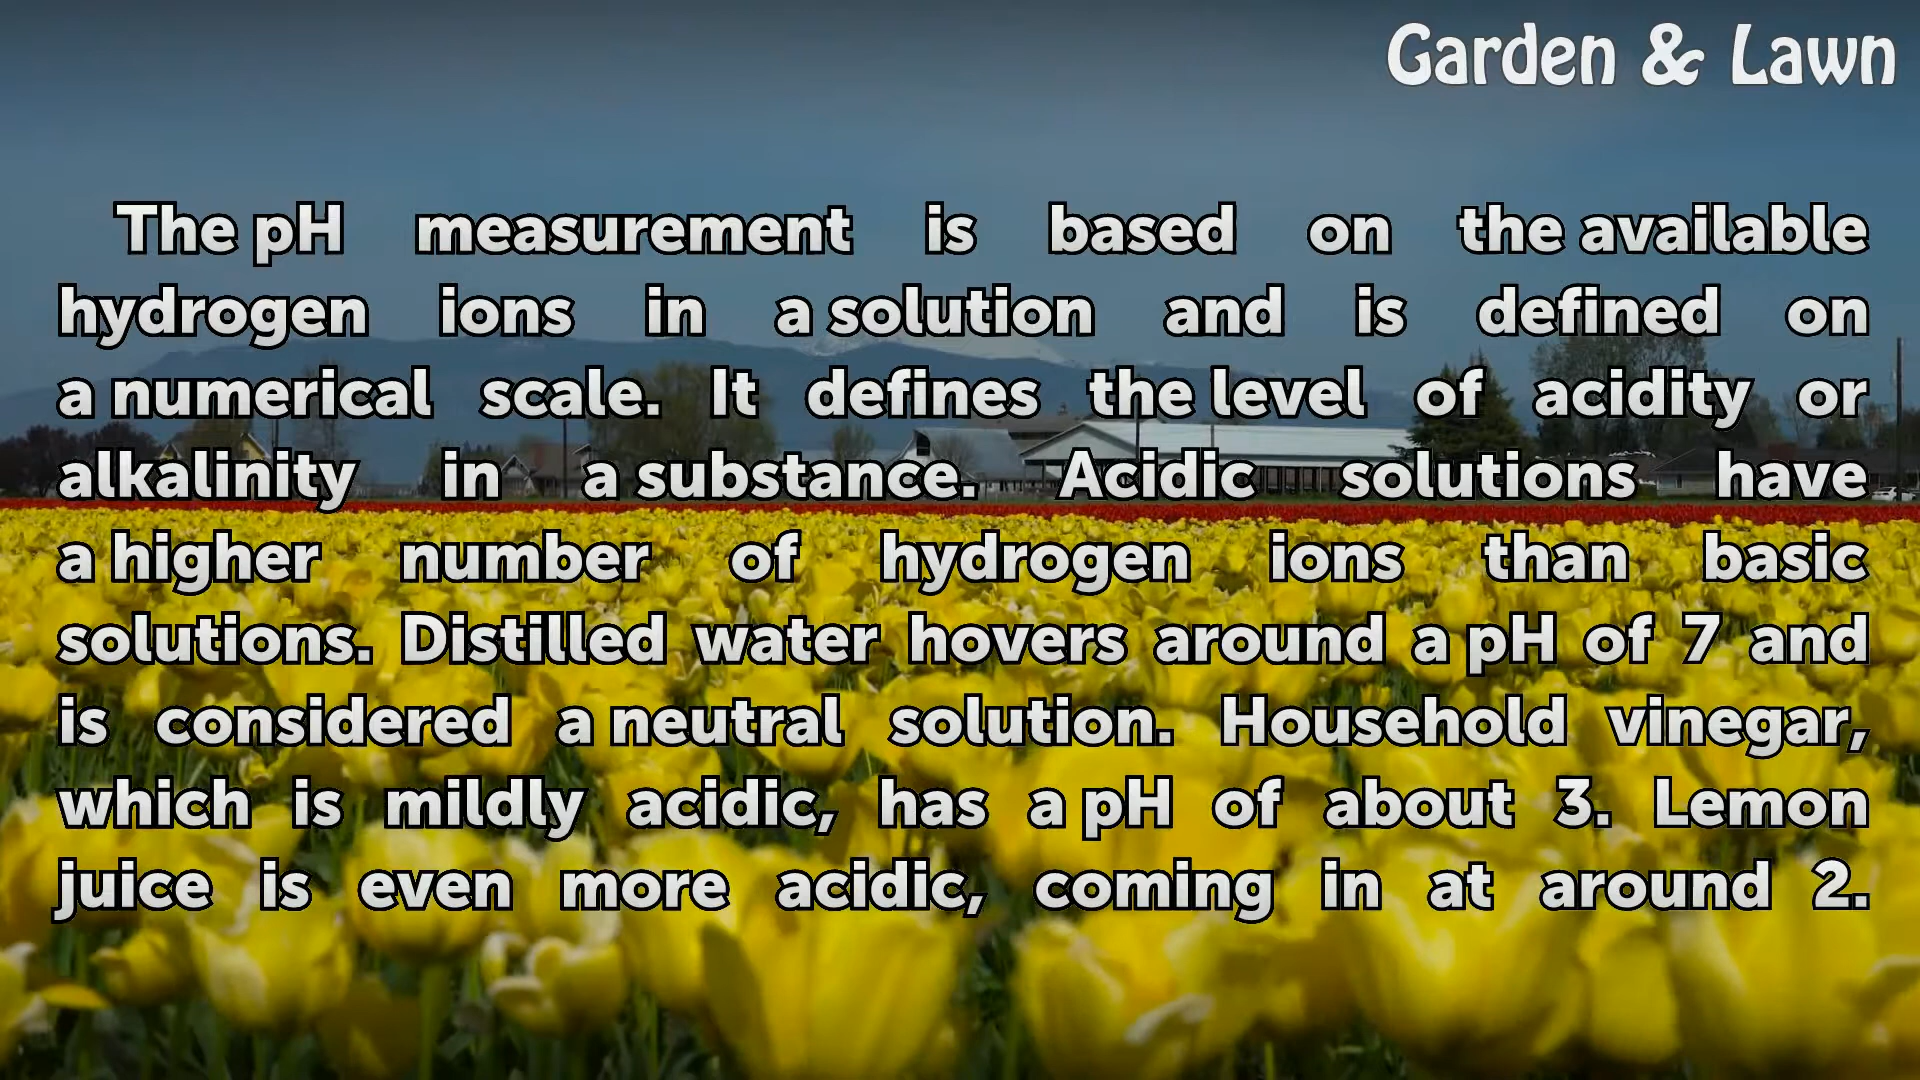 Garden & Lawn
The pH measurement is based on the available
hydrogen ions in a solution and is defined on
a numerical scale. It defines the level of acidity or
alkalinity in a substance. Acidic solutions have
a higher number of hydrogen ions than basic
solutions. Distilled water hovers around a pH of 7 and
is considered a neutral solution. Household vinegar,
which is mildly acidic, has a pH of about 3. Lemon
juice is even more acidic, coming in at around 2.